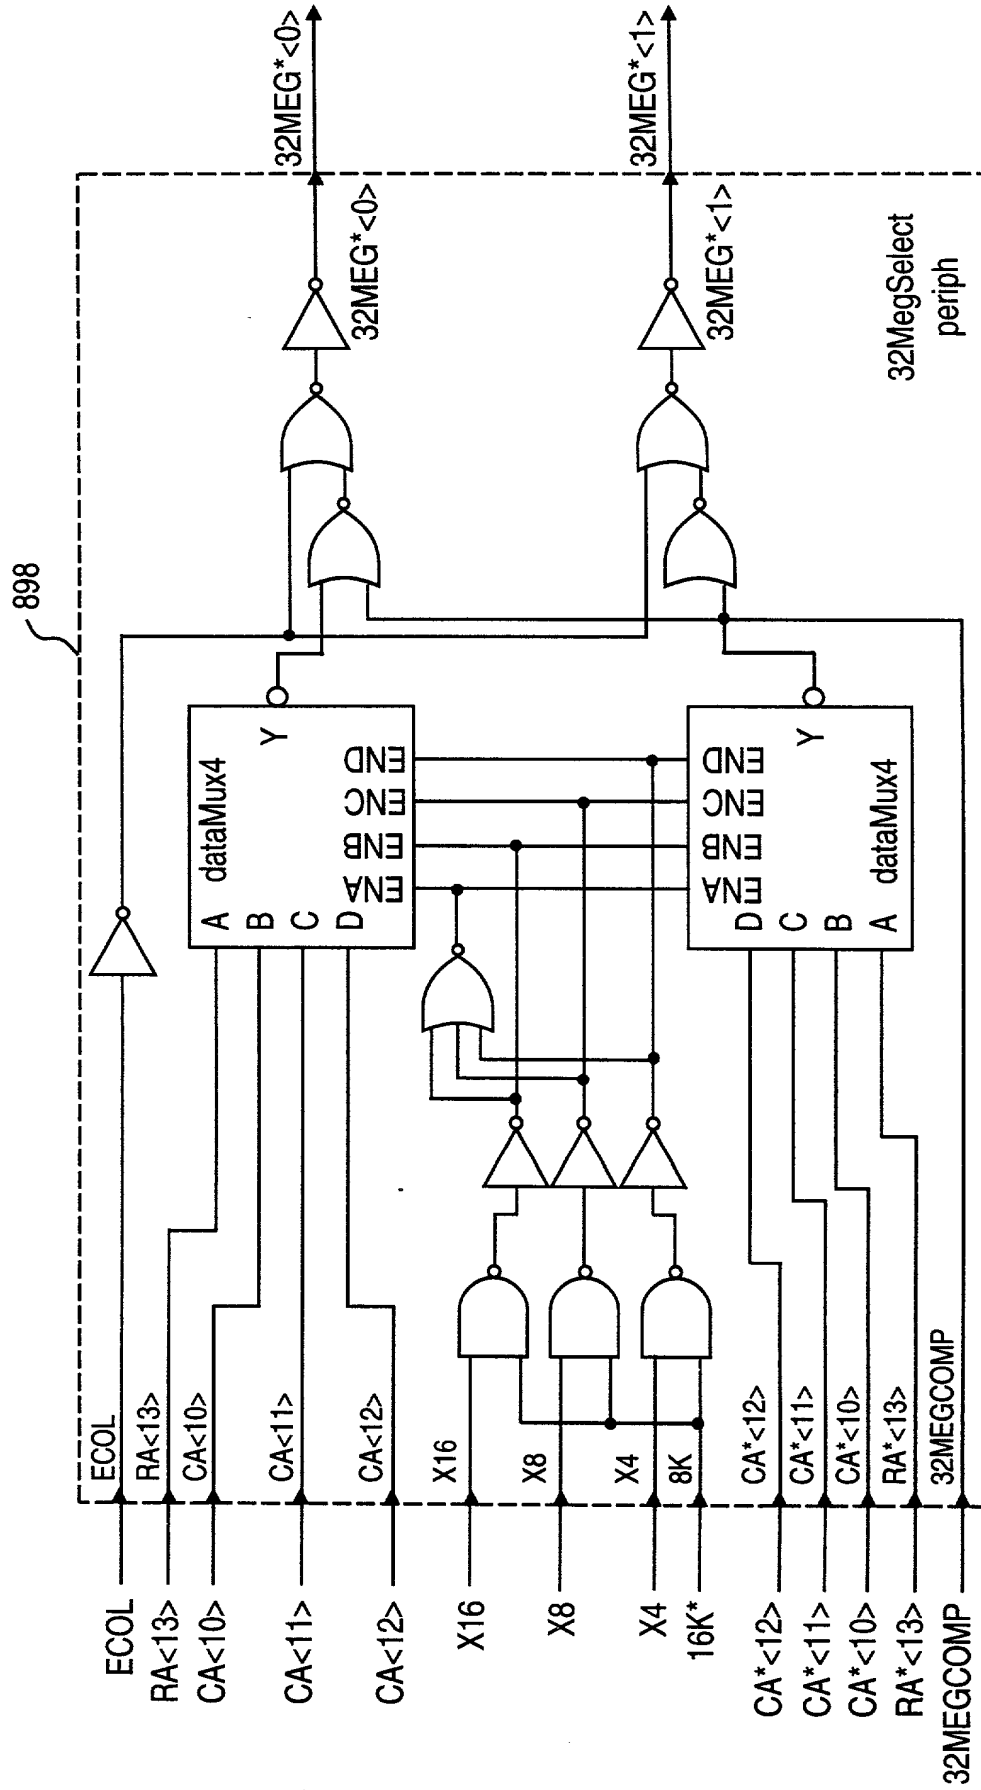 898
ECOL
ECOL
RA<13>
RA<13>
CA<10>
CA<10>
CA<11>
CA<11>
CA<12>
CA<12>
X16
X16
X8
X8
X4
X4
16K*
8K
CA*<12>
CA*<12>
CA*<11>
CA*<11>
CA*<10>
CA*<10>
RA*<13>
RA*<13>
32MEGCOMP
32MEGCOMP
dataMux4
A
B
C
D
Y
ENA
ENB
ENC
END
dataMux4
D
C
B
A
Y
ENA
ENB
ENC
END
32MEG*<0>
32MEG*<0>
32MEG*<1>
32MEG*<1>
32MegSelect
periph